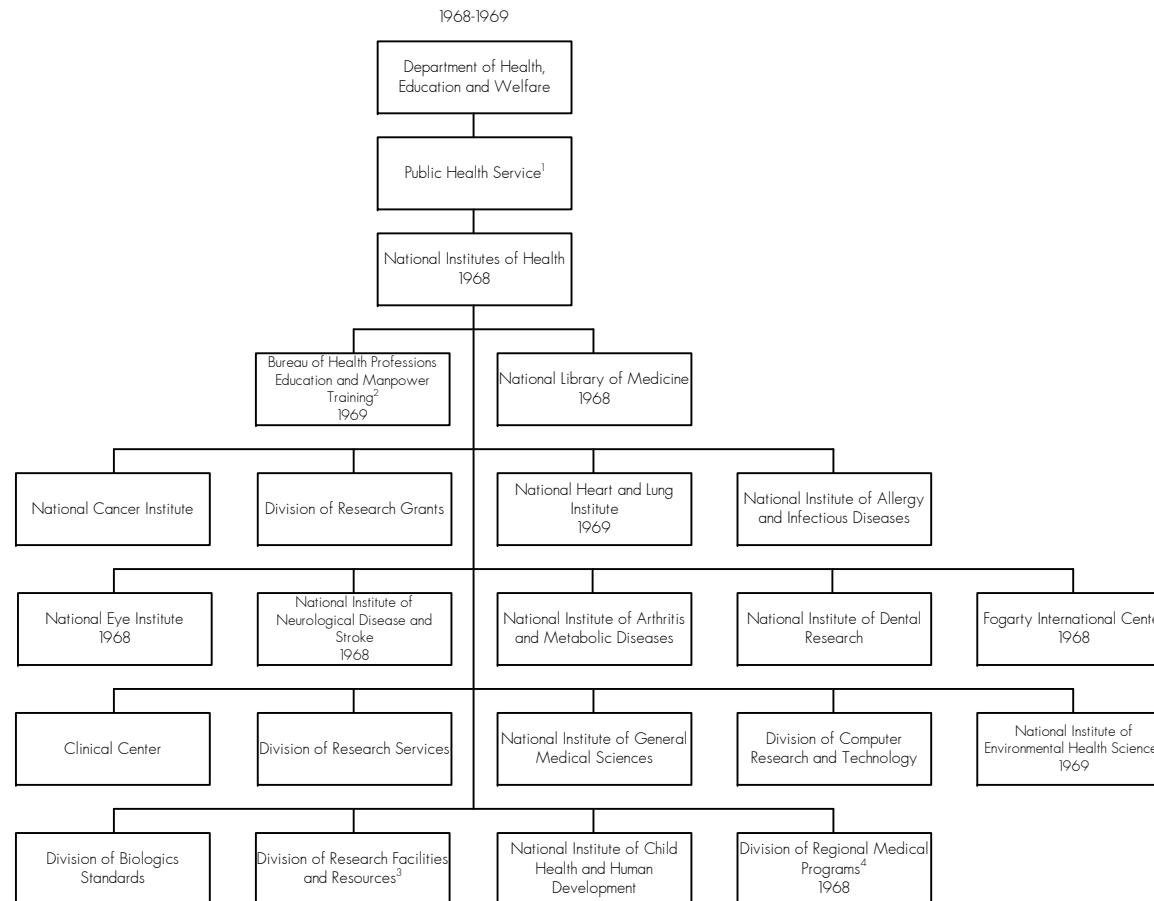 1968-1969
Department of Health,
Education and Welfare
Public Health Service¹
National Institutes of Health
1968
Bureau of Health Professions
Education and Manpower
Training²
1969
National Library of Medicine
1968
National Cancer Institute
Division of Research Grants
National Heart and Lung
Institute
1969
National Institute of Allergy
and Infectious Diseases
National Eye Institute
1968
National Institute of
Neurological Disease and
Stroke
1968
National Institute of Arthritis
and Metabolic Diseases
National Institute of Dental
Research
Fogarty International Cente
1968
Clinical Center
Division of Research Services
National Institute of General
Medical Sciences
Division of Computer
Research and Technology
National Institute of
Environmental Health Science
1969
Division of Biologics
Standards
Division of Research Facilities
and Resources³
National Institute of Child
Health and Human
Development
Division of Regional Medical
Programs⁴
1968